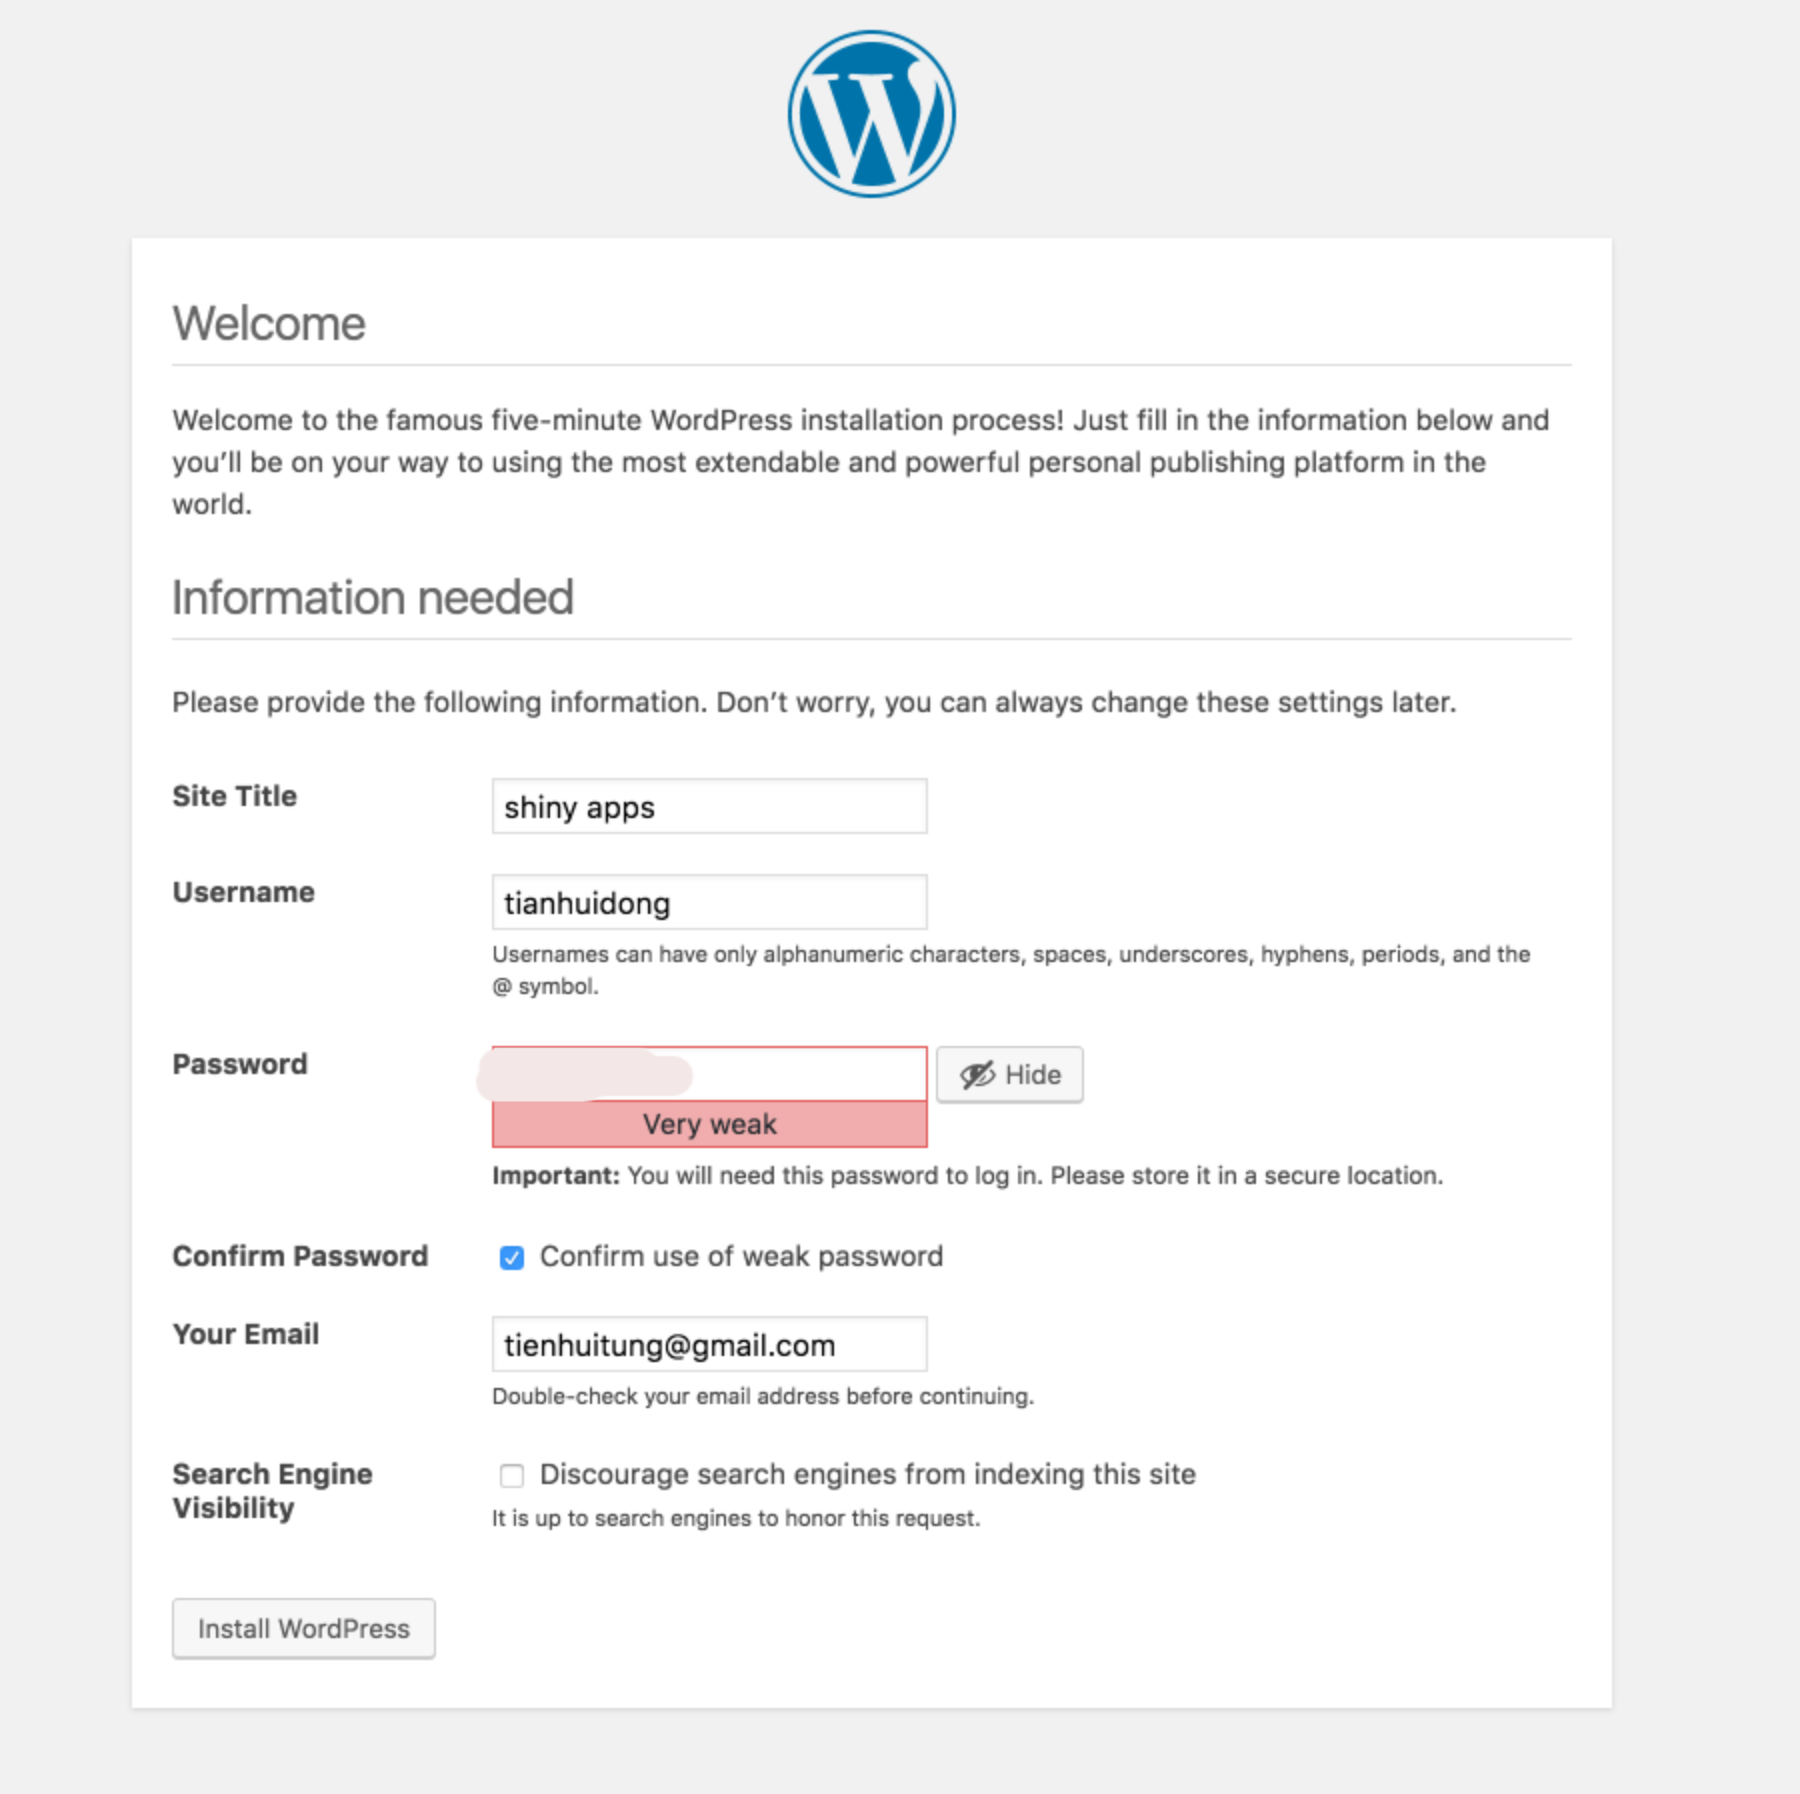 Welcome
Welcome to the famous five-minute WordPress installation process! Just fill in the information below and
you’ll be on your way to using the most extendable and powerful personal publishing platform in the
world.
Information needed
Please provide the following information. Don’t worry, you can always change these settings later.
Site Title
shiny apps
Username
tianhuidong
Usernames can have only alphanumeric characters, spaces, underscores, hyphens, periods, and the
@ symbol.
Password
Hide
Very weak
Important: You will need this password to log in. Please store it in a secure location.
Confirm Password
Confirm use of weak password
Your Email
tienhuitung@gmail.com
Double-check your email address before continuing.
Search Engine
Visibility
Discourage search engines from indexing this site
It is up to search engines to honor this request.
Install WordPress